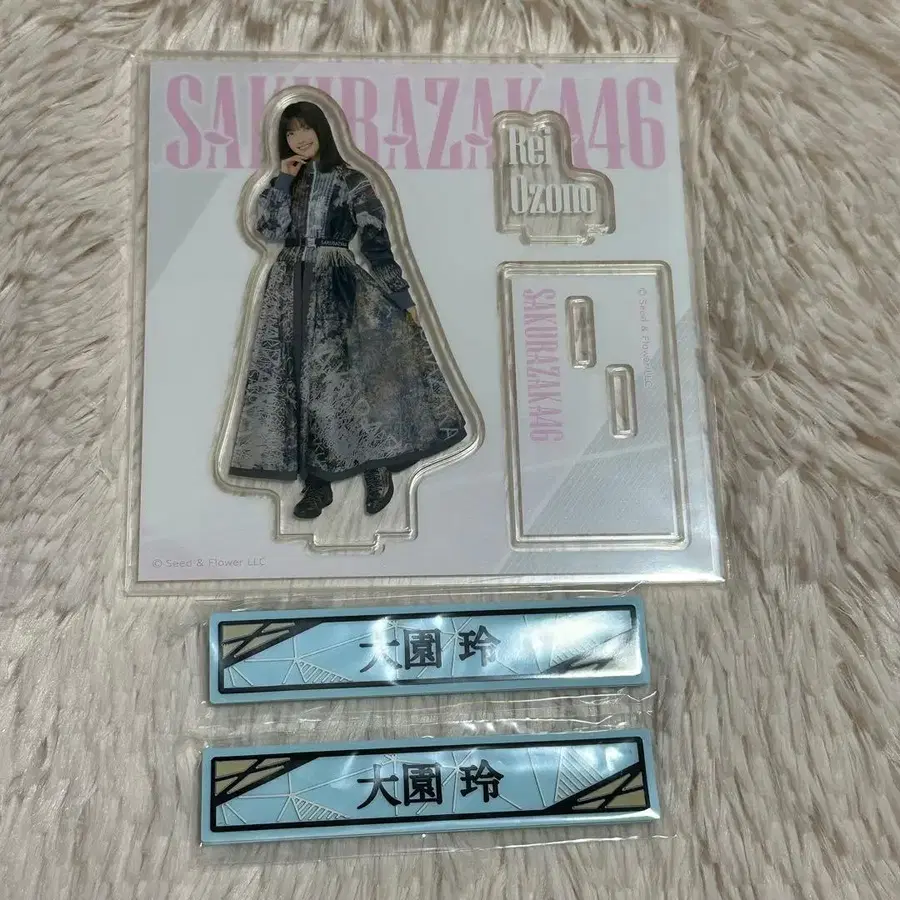 SAKURAZAKA46
Rei
Ozono
SAKURAZAKA46
© Seed & Flower LLC
© Seed & Flower LLC
大園 玲
大園 玲